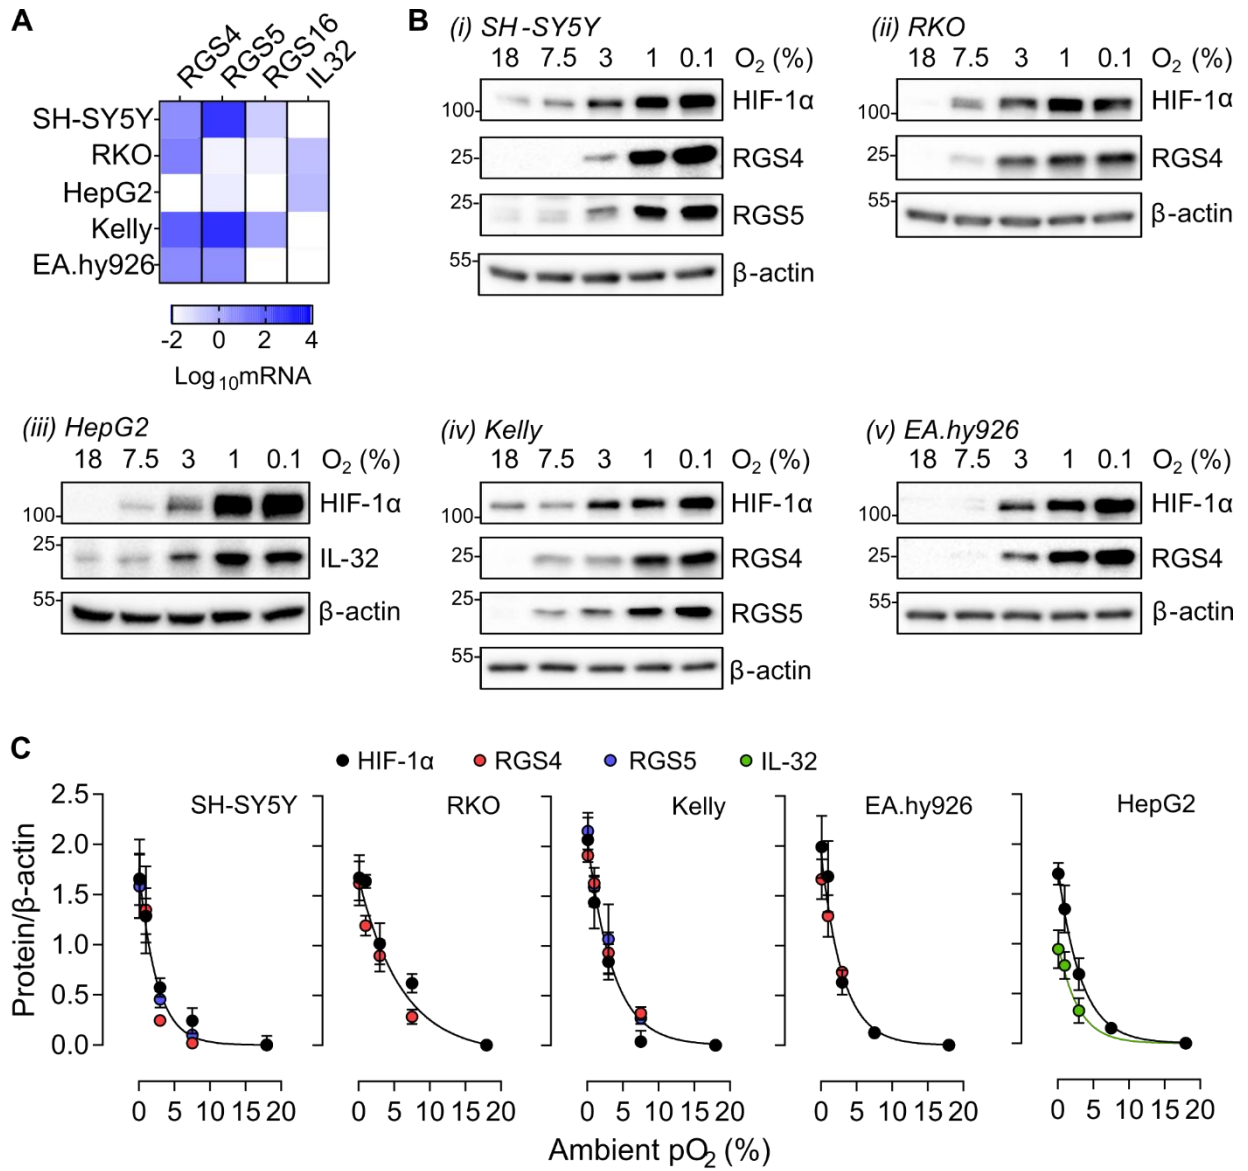 A
RGS4 RGS5 RGS16 IL32
SH-SY5Y
RKO
HepG2
Kelly
EA.hy926
-2 0 2 4
Log10mRNA
B
(i) SH-SY5Y
18 7.5 3 1 0.1 O2 (%)
100 HIF-1α
25 RGS4
25 RGS5
55 β-actin
(ii) RKO
18 7.5 3 1 0.1 O2 (%)
100 HIF-1α
25 RGS4
55 β-actin
(iii) HepG2
18 7.5 3 1 0.1 O2 (%)
100 HIF-1α
25 IL-32
55 β-actin
(iv) Kelly
18 7.5 3 1 0.1 O2 (%)
100 HIF-1α
25 RGS4
25 RGS5
55 β-actin
(v) EA.hy926
18 7.5 3 1 0.1 O2 (%)
100 HIF-1α
25 RGS4
55 β-actin
C
HIF-1α RGS4 RGS5 IL-32
SH-SY5Y RKO Kelly EA.hy926 HepG2
Protein/β-actin
2.5
2.0
1.5
1.0
0.5
0.0
0 5 10 15 20 0 5 10 15 20 0 5 10 15 20 0 5 10 15 20 0 5 10 15 20
Ambient pO2 (%)